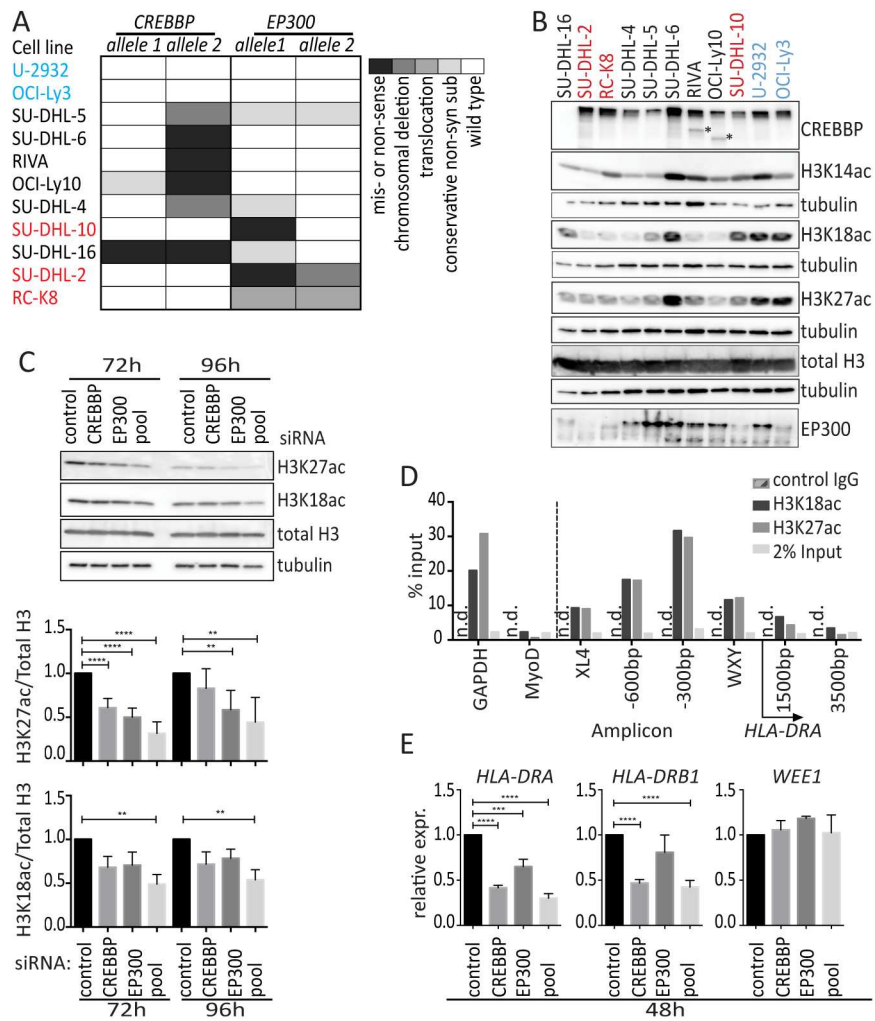 A
CREBBP EP300
Cell line allele 1 allele 2 allele1 allele 2
U-2932
OCI-Ly3
SU-DHL-5
SU-DHL-6
RIVA
OCI-Ly10
SU-DHL-4
SU-DHL-10
SU-DHL-16
SU-DHL-2
RC-K8
mis- or non-sense
chromosomal deletion
translocation
conservative non-syn sub
wild type
B
SU-DHL-16
SU-DHL-2
RC-K8
SU-DHL-4
SU-DHL-5
SU-DHL-6
RIVA
OCI-Ly10
SU-DHL-10
U-2932
OCI-Ly3
* *
CREBBP
H3K14ac
tubulin
H3K18ac
tubulin
H3K27ac
tubulin
total H3
tubulin
EP300
C
72h 96h
control CREBBP EP300 pool control CREBBP EP300 pool
siRNA
H3K27ac
H3K18ac
total H3
tubulin
H3K27ac/Total H3
1.5
1.0
0.5
0.0
**** **
**** **
****
H3K18ac/Total H3
1.5
1.0
0.5
0.0
** **
siRNA: control CREBBP EP300 pool control CREBBP EP300 pool
72h 96h
D
control IgG
H3K18ac
H3K27ac
2% Input
% input
40
30
20
10
0
n.d. n.d. n.d. n.d. n.d. n.d. n.d. n.d.
GAPDH MyoD XL4 -600bp -300bp WXY 1500bp 3500bp
Amplicon HLA-DRA
E
HLA-DRA HLA-DRB1 WEE1
relative expr.
1.5 1.5 1.5
1.0 1.0 1.0
0.5 0.5 0.5
0.0 0.0 0.0
**** ****
*** ****
****
control CREBBP EP300 pool control CREBBP EP300 pool control CREBBP EP300 pool
48h